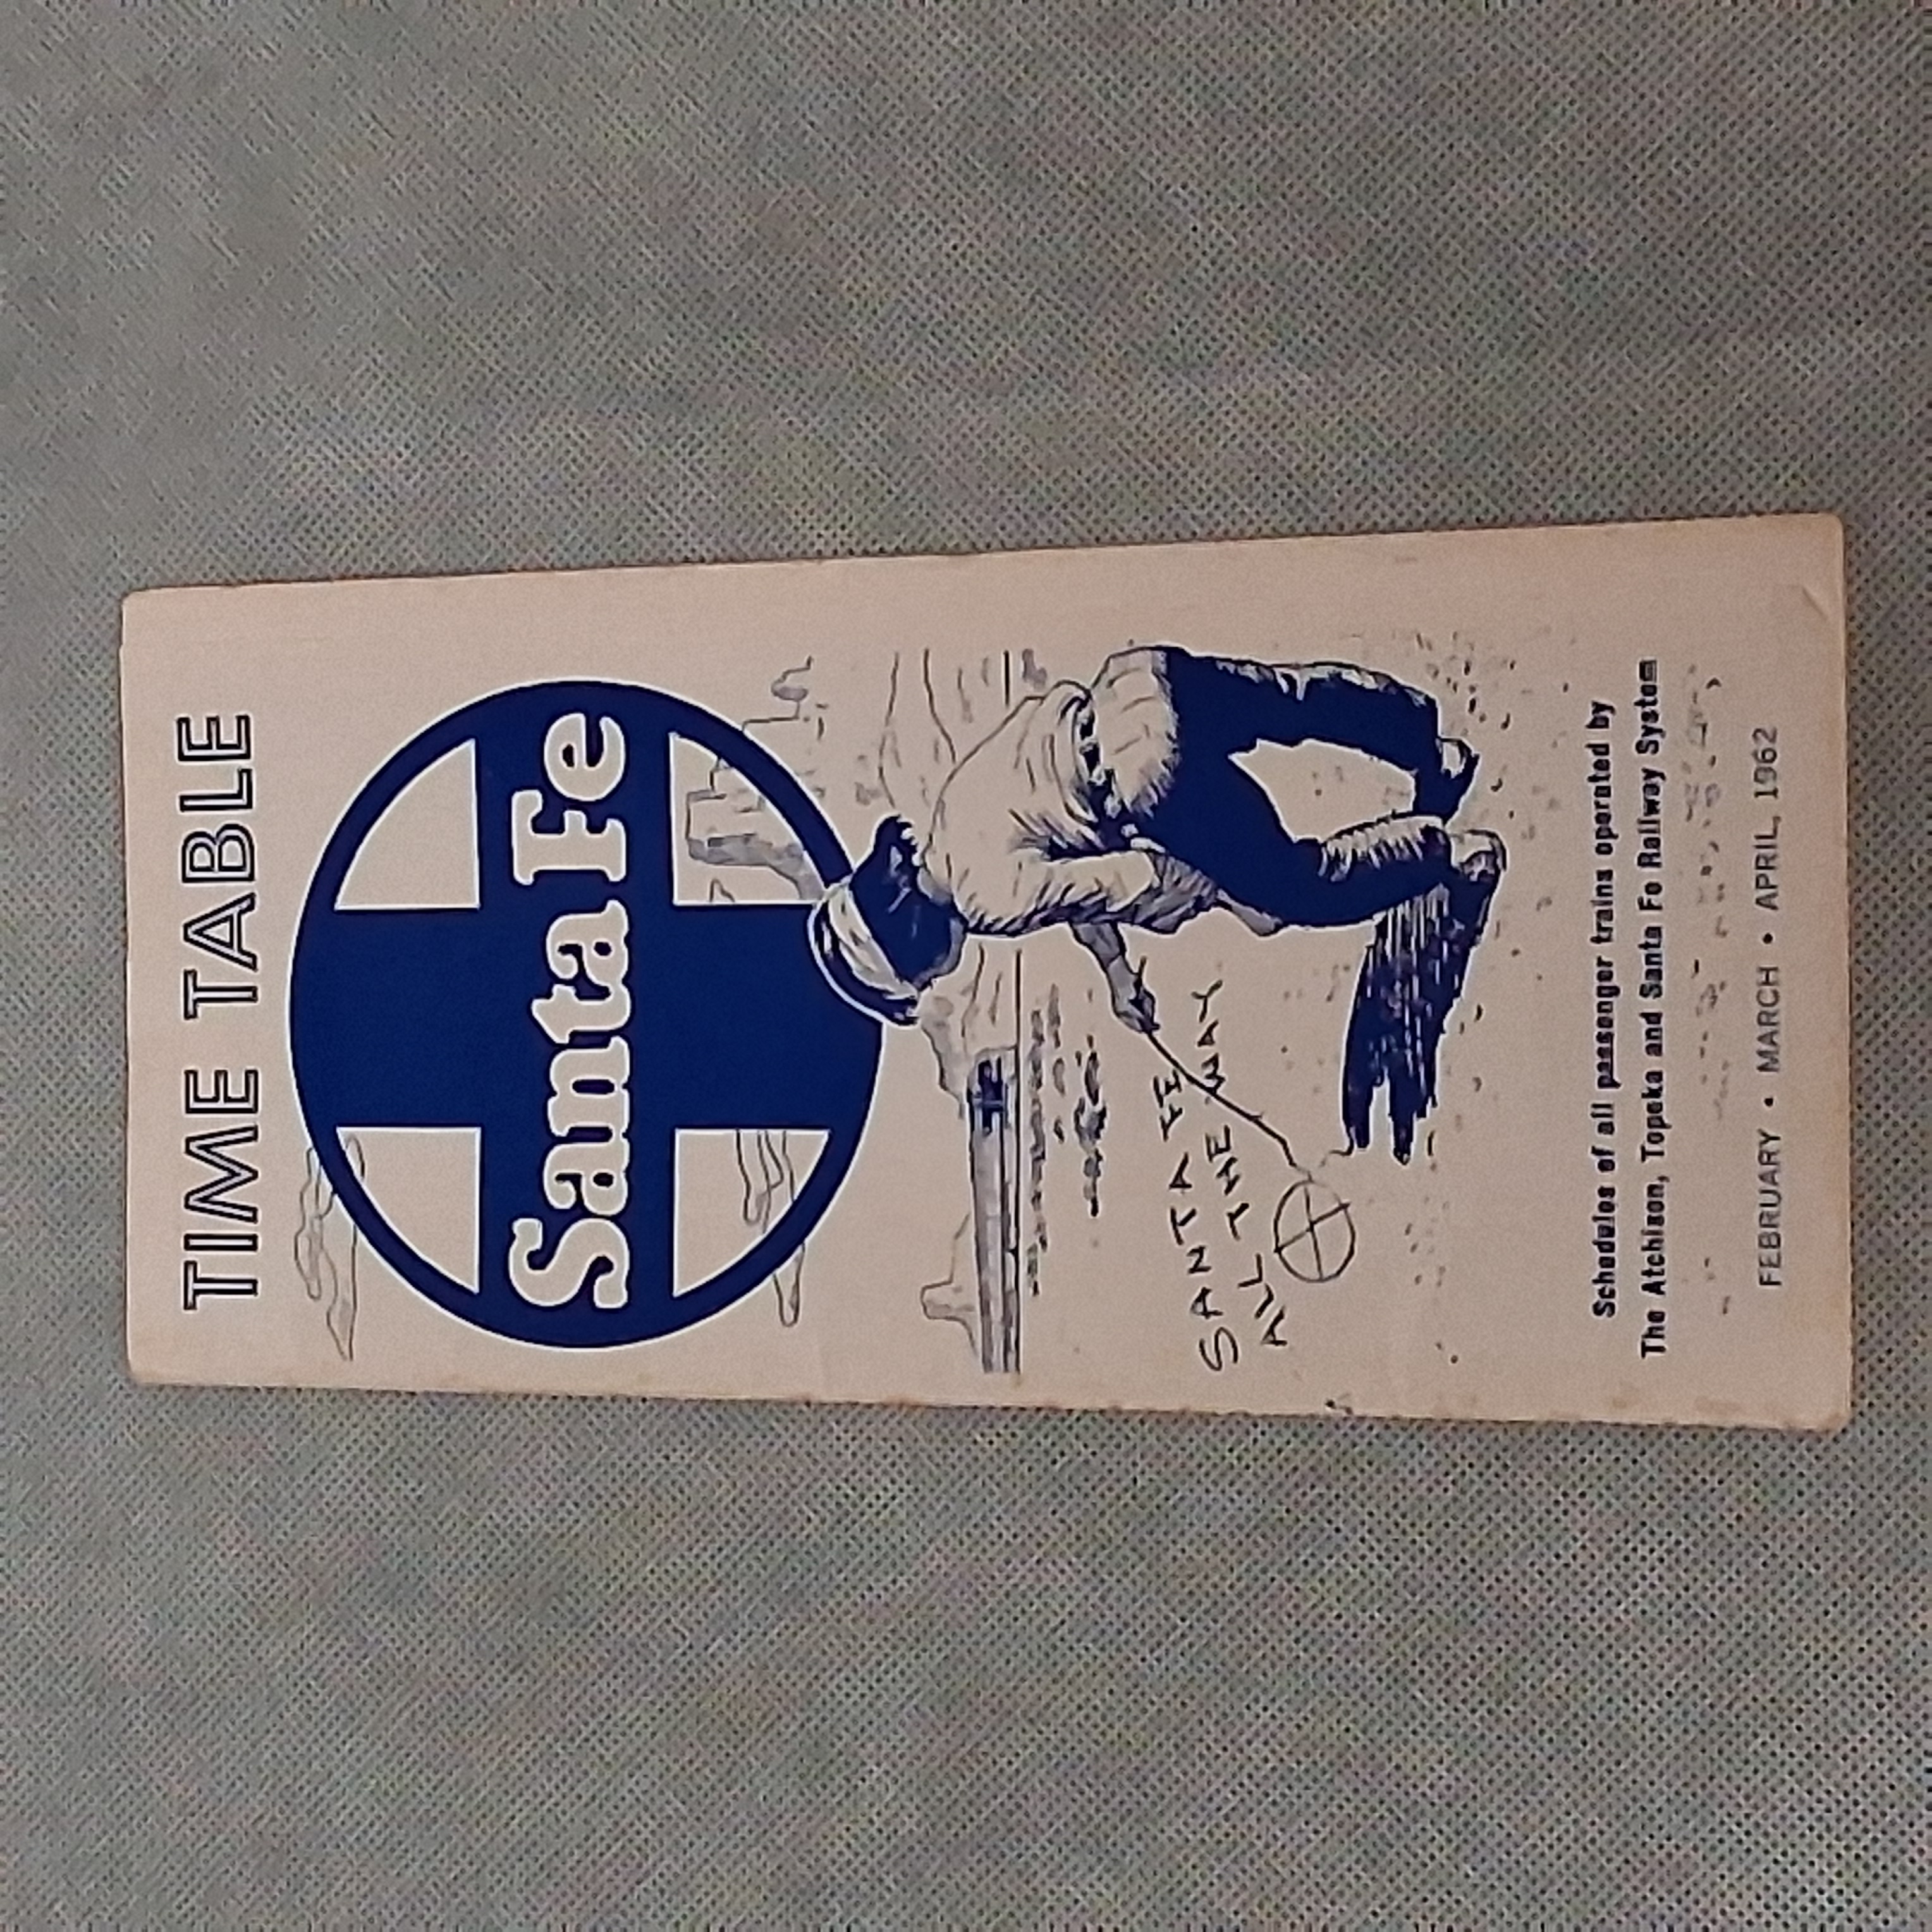 TIME TABLE
Santa Fe
SANTA FE
ALL THE WAY
Schedules of all passenger trains operated by
The Atchison, Topeka and Santa Fe Railway System
FEBRUARY • MARCH • APRIL, 1962